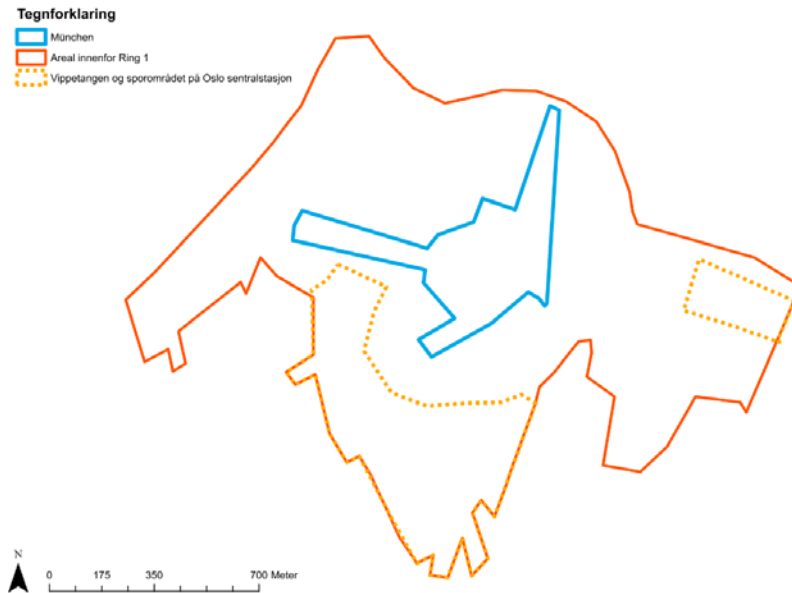 Tegnforklaring
München
Areal innenfor Ring 1
Vippetangen og sporområdet på Oslo sentralstasjon
N
0 175 350 700 Meter